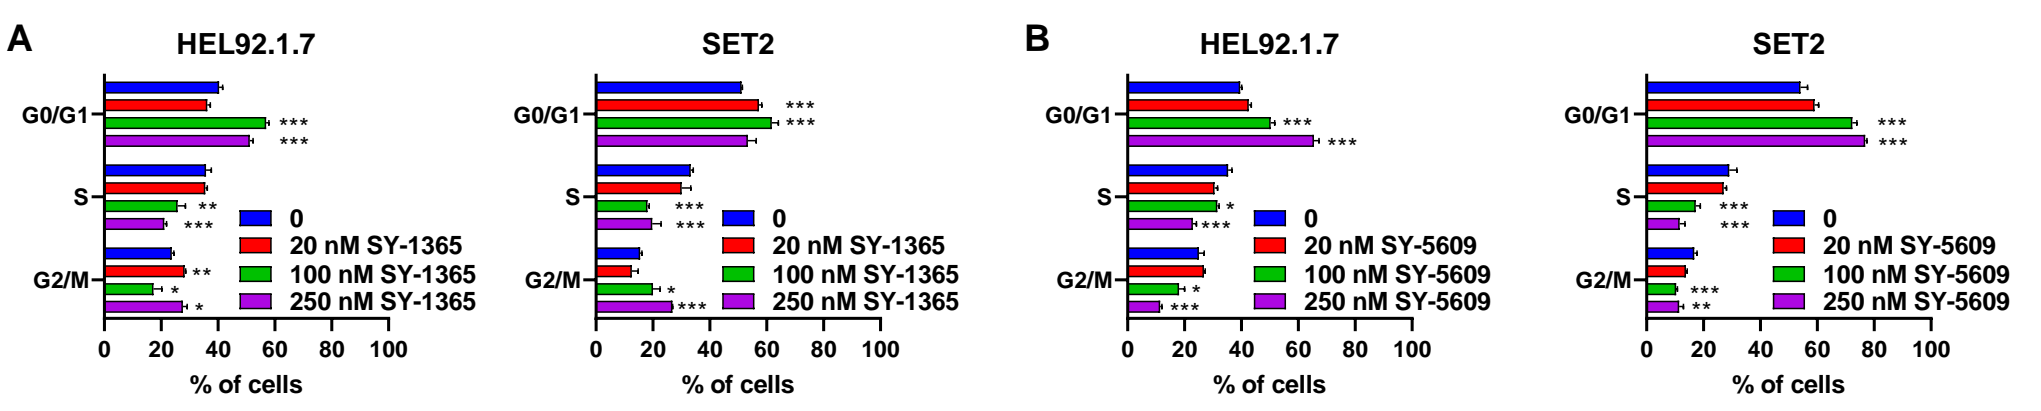 A
HEL92.1.7
G0/G1
***
***
S
**
***
G2/M
**
*
*
0
20 nM SY-1365
100 nM SY-1365
250 nM SY-1365
0 20 40 60 80 100
% of cells
SET2
G0/G1
***
***
S
***
***
G2/M
*
***
0
20 nM SY-1365
100 nM SY-1365
250 nM SY-1365
0 20 40 60 80 100
% of cells
B
HEL92.1.7
G0/G1
***
***
S
*
***
G2/M
*
***
0
20 nM SY-5609
100 nM SY-5609
250 nM SY-5609
0 20 40 60 80 100
% of cells
SET2
G0/G1
***
***
S
***
***
G2/M
***
**
0
20 nM SY-5609
100 nM SY-5609
250 nM SY-5609
0 20 40 60 80 100
% of cells